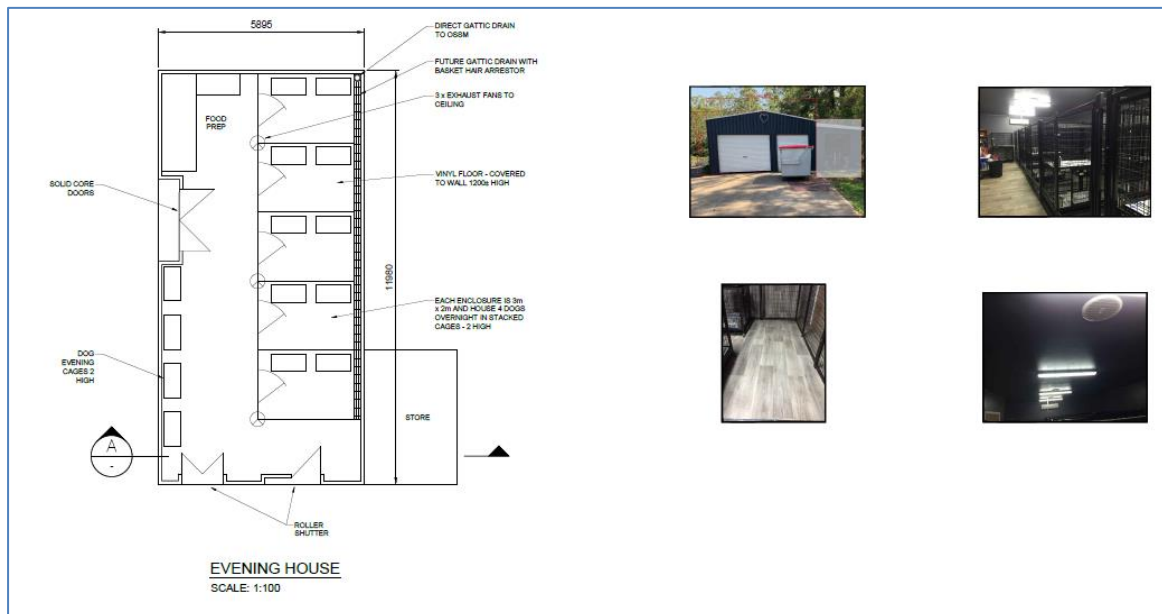 5895
DIRECT GATTIC DRAIN
TO OSSM
FUTURE GATTIC DRAIN WITH
BASKET HAIR ARRESTOR
3 x EXHAUST FANS TO
CEILING
FOOD
PREP
VINYL FLOOR - COVERED
TO WALL 1200s HIGH
SOLID CORE
DOORS
11980
EACH ENCLOSURE IS 3m
x 2m AND HOUSE 4 DOGS
OVERNIGHT IN STACKED
CAGES - 2 HIGH
DOG
EVENING
CAGES 2
HIGH
STORE
A
-
ROLLER
SHUTTER
EVENING HOUSE
SCALE: 1:100